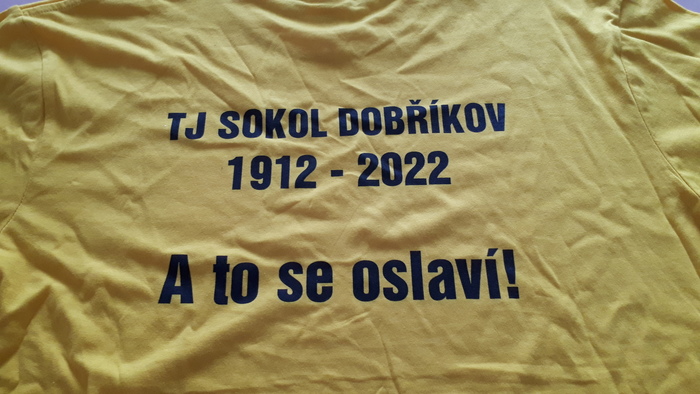 TJ SOKOL DOBŘÍKOV
1912 - 2022
A to se oslaví!